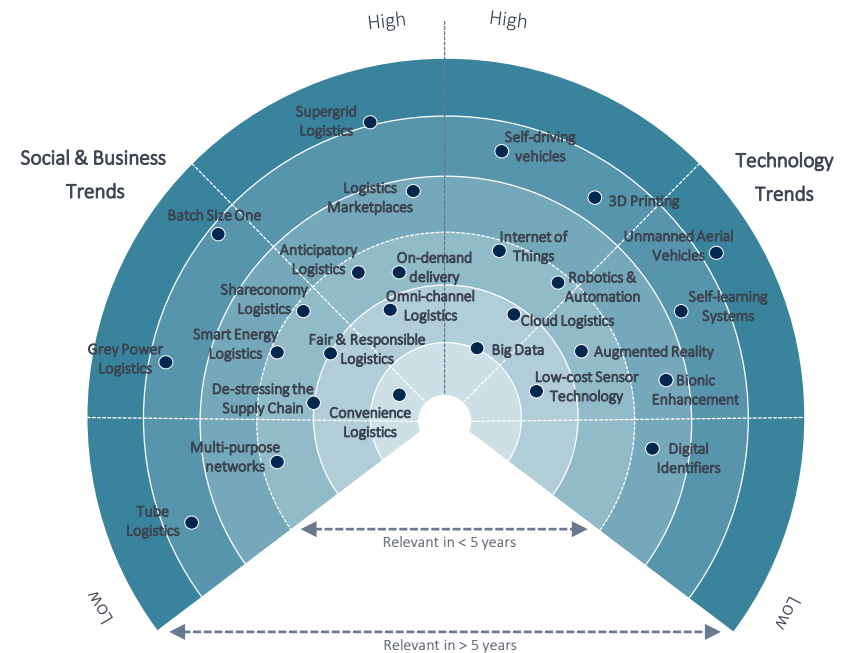 High
High
Supergrid
Logistics
Self-driving
vehicles
Social & Business
Trends
Technology
Trends
Logistics
Marketplaces
3D Printing
Batch Size One
Unmanned Aerial
Vehicles
Anticipatory
Logistics
On-demand
delivery
Internet of
Things
Robotics &
Automation
Shareconomy
Logistics
Omni-channel
Logistics
Cloud Logistics
Self-learning
Systems
Smart Energy
Logistics
Fair & Responsible
Logistics
Big Data
Augmented Reality
Grey Power
Logistics
De-stressing the
Supply Chain
Convenience
Logistics
Low-cost Sensor
Technology
Bionic
Enhancement
Multi-purpose
networks
Digital
Identifiers
Tube
Logistics
Relevant in < 5 years
Low
Low
Relevant in > 5 years